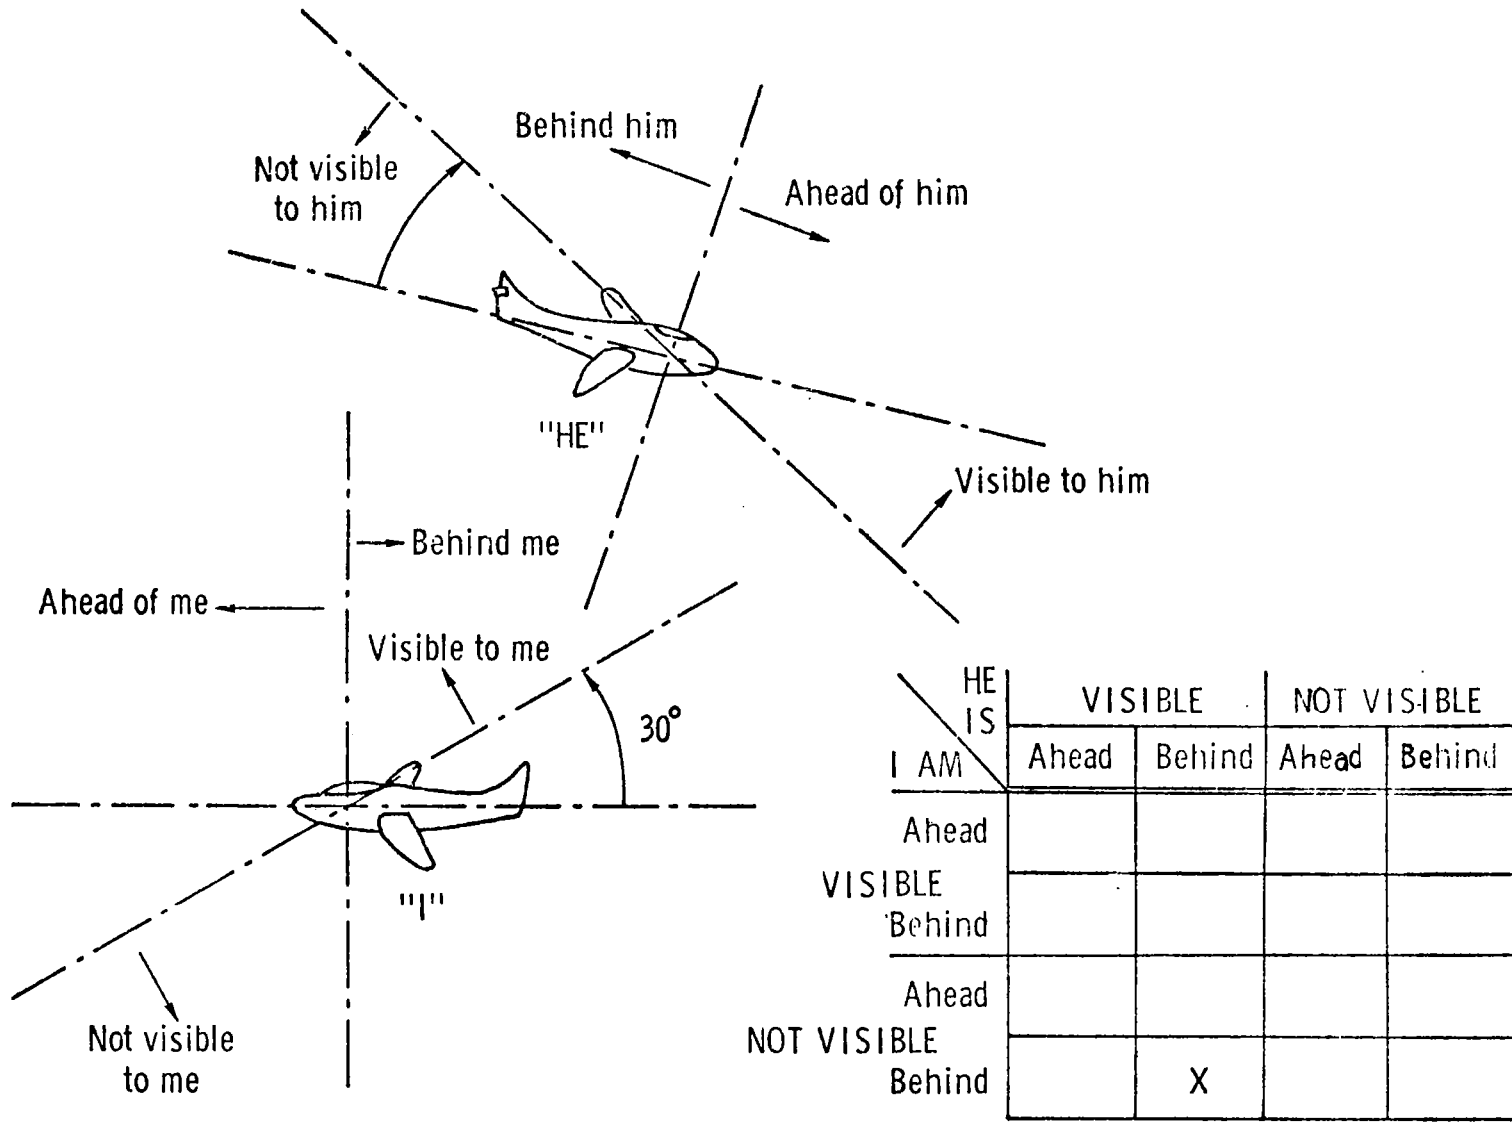 Behind him
Not visible
to him
Ahead of him
"HE"
Visible to him
Behind me
Ahead of me
Visible to me
30°
"I"
Not visible
to me
HE
IS
I AM
VISIBLE
NOT VISIBLE
Ahead
Behind
Ahead
Behind
Ahead
VISIBLE
Behind
Ahead
NOT VISIBLE
Behind
X